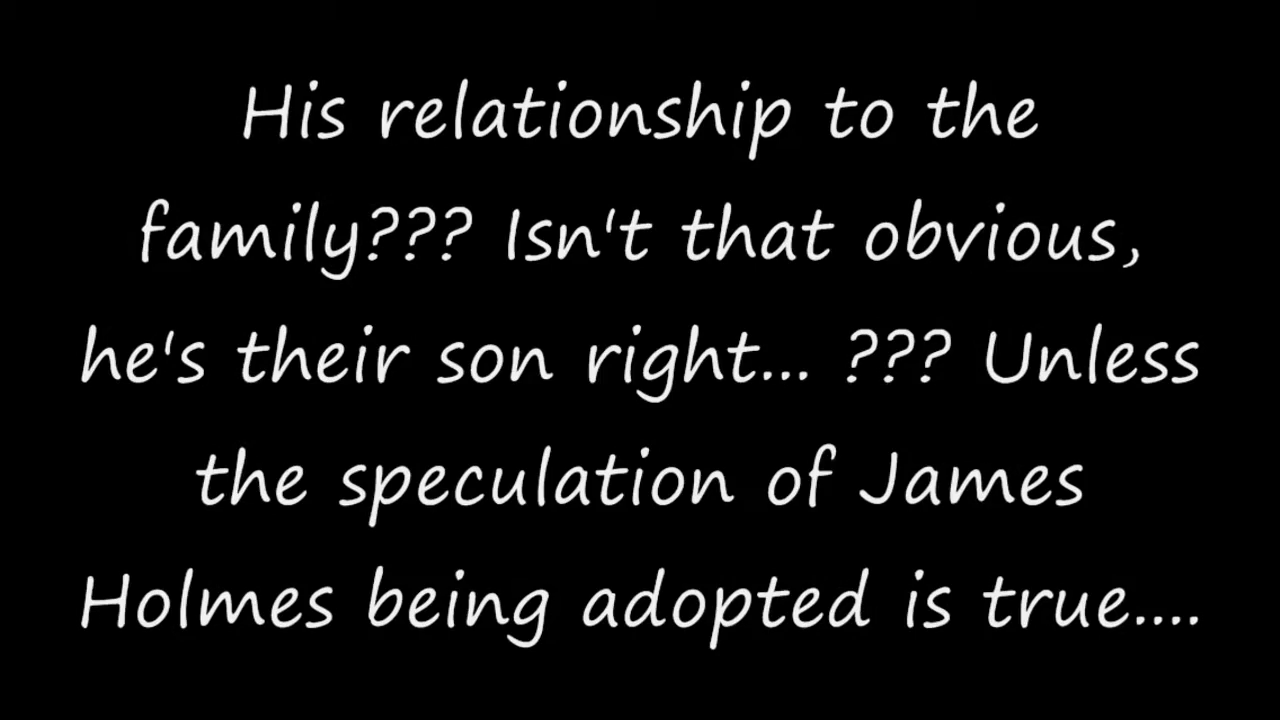 His relationship to the
family??? Isn't that obvious,
he's their son right... ??? Unless
the speculation of James
Holmes being adopted is true....